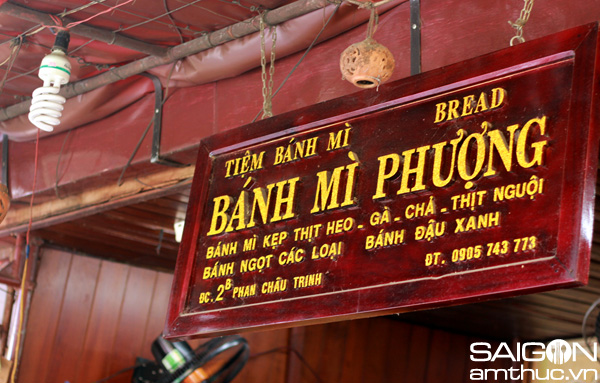 TIỆM BÁNH MÌ BREAD
BÁNH MÌ PHƯỢNG
BÁNH MÌ KẸP THỊT HEO - GÀ - CHẢ - THỊT NGUỘI
BÁNH NGỌT CÁC LOẠI BÁNH ĐẬU XANH
ĐC. 2B PHAN CHÂU TRINH ĐT. 0905 743 773
SAIGON
amthuc.vn